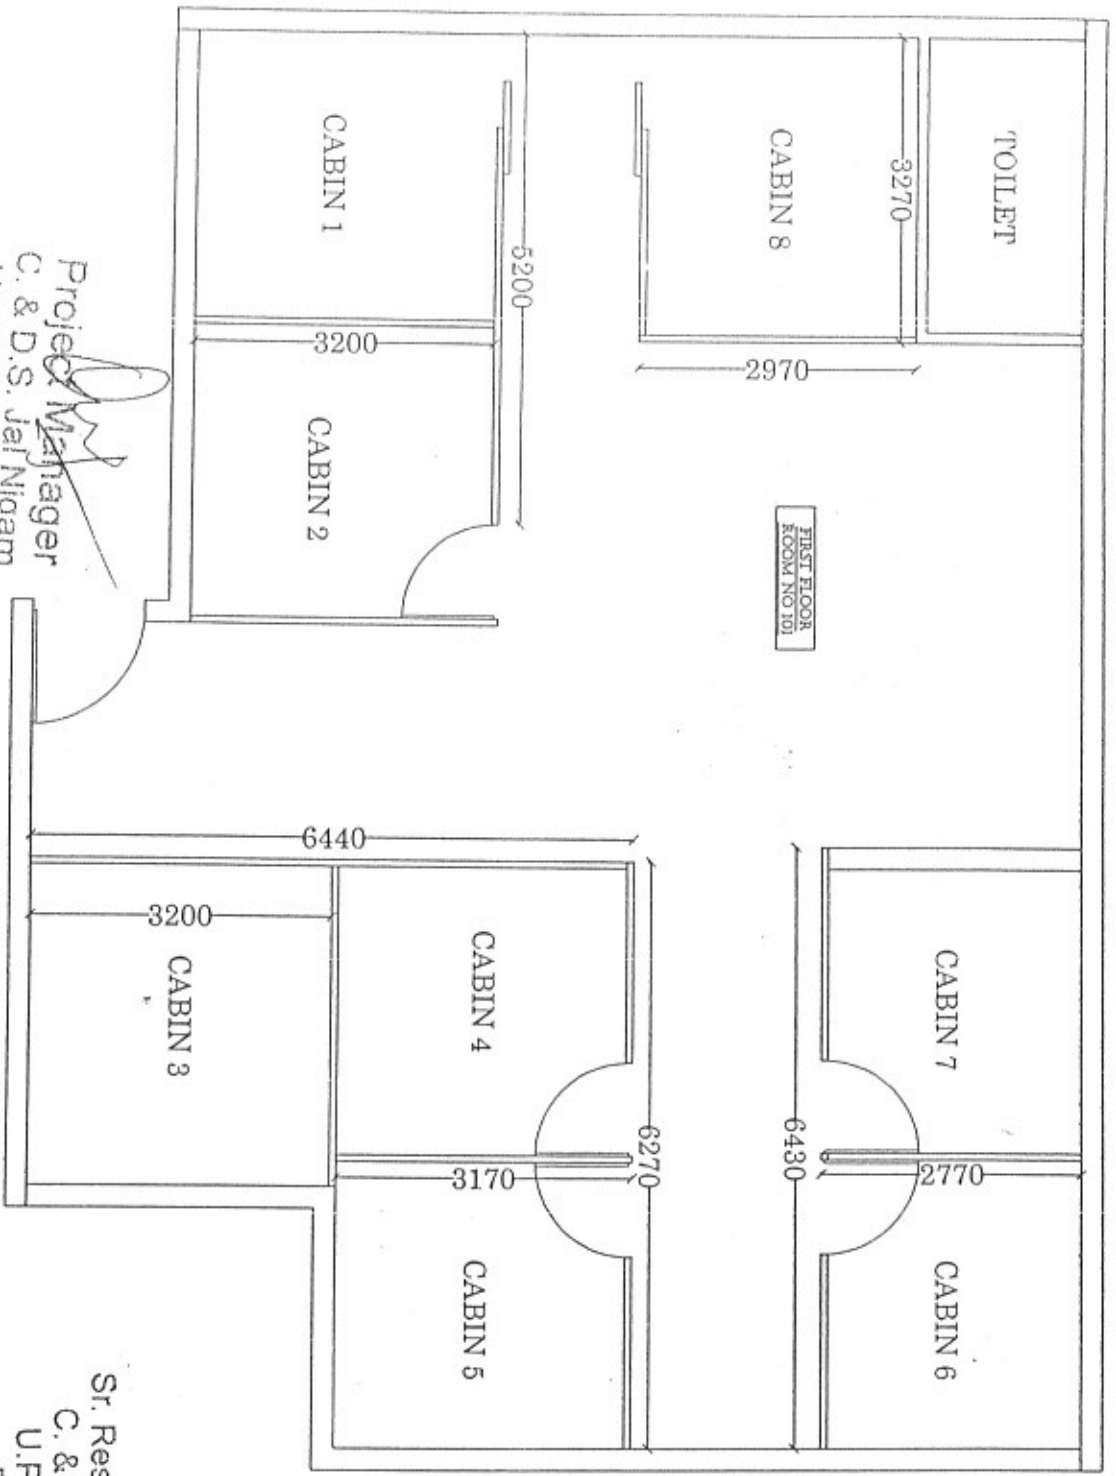 TOILET
3270
CABIN 8
2970
5200
CABIN 1
3200
CABIN 2
FIRST FLOOR
ROOM NO 101
CABIN 7
2770
CABIN 6
6430
6270
6440
CABIN 4
3170
CABIN 5
3200
CABIN 3
Project Manager
C. & D.S. Jal Nigam
Sr. Res
C. &
U.P